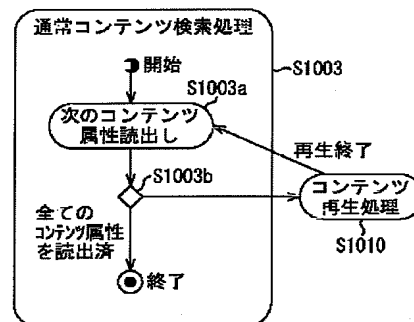 通常コンテンツ検索処理
開始
S1003
S1003a
次のコンテンツ
属性読出し
再生終了
S1003b
コンテンツ
再生処理
全ての
コンテンツ属性
を読出済
S1010
終了